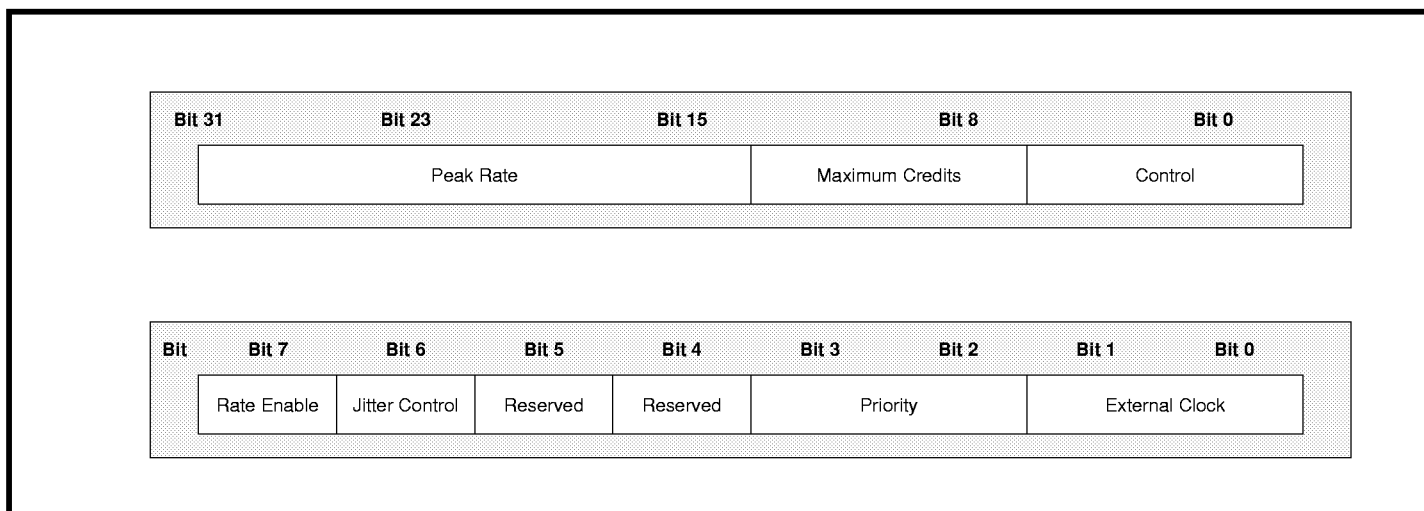 Bit 31 Bit 23 Bit 15 Bit 8 Bit 0
Peak Rate Maximum Credits Control
Bit Bit 7 Bit 6 Bit 5 Bit 4 Bit 3 Bit 2 Bit 1 Bit 0
Rate Enable Jitter Control Reserved Reserved Priority External Clock